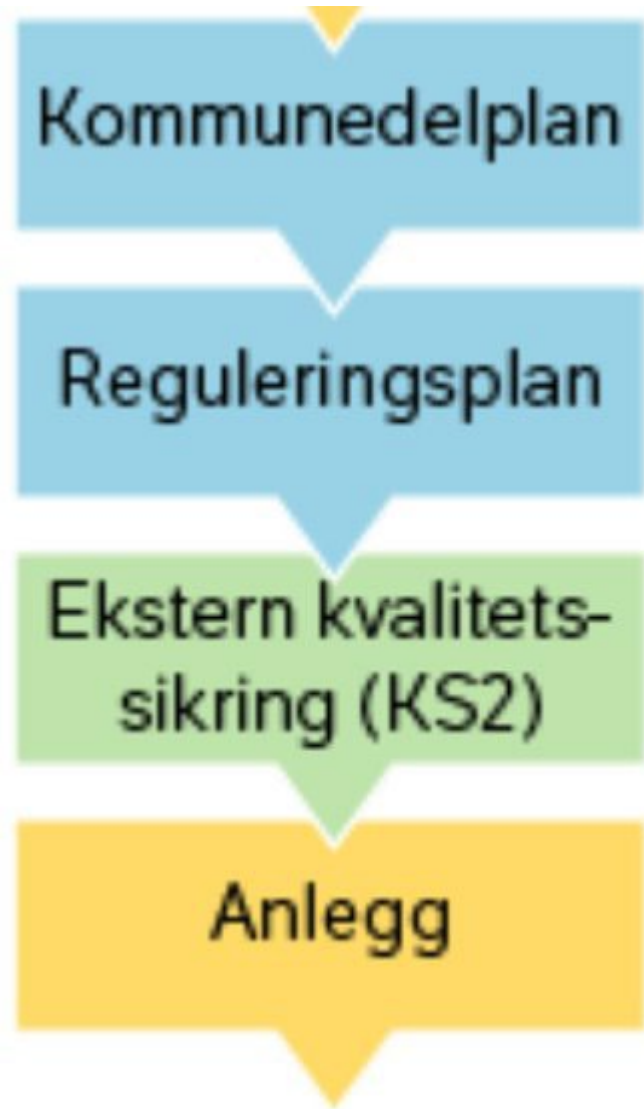 Kommunedelplan
Reguleringsplan
Ekstern kvalitets-
sikring (KS2)
Anlegg